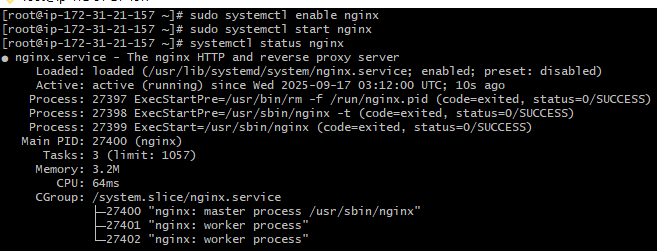 [root@ip-172-31-21-157 ~]# sudo systemctl enable nginx
[root@ip-172-31-21-157 ~]# sudo systemctl start nginx
[root@ip-172-31-21-157 ~]# systemctl status nginx
● nginx.service - The nginx HTTP and reverse proxy server
Loaded: loaded (/usr/lib/systemd/system/nginx.service; enabled; preset: disabled)
Active: active (running) since Wed 2025-09-17 03:12:00 UTC; 10s ago
Process: 27397 ExecStartPre=/usr/bin/rm -f /run/nginx.pid (code=exited, status=0/SUCCESS)
Process: 27398 ExecStartPre=/usr/sbin/nginx -t (code=exited, status=0/SUCCESS)
Process: 27399 ExecStart=/usr/sbin/nginx (code=exited, status=0/SUCCESS)
Main PID: 27400 (nginx)
Tasks: 3 (limit: 1057)
Memory: 3.2M
CPU: 64ms
CGroup: /system.slice/nginx.service
├─27400 "nginx: master process /usr/sbin/nginx"
├─27401 "nginx: worker process"
└─27402 "nginx: worker process"